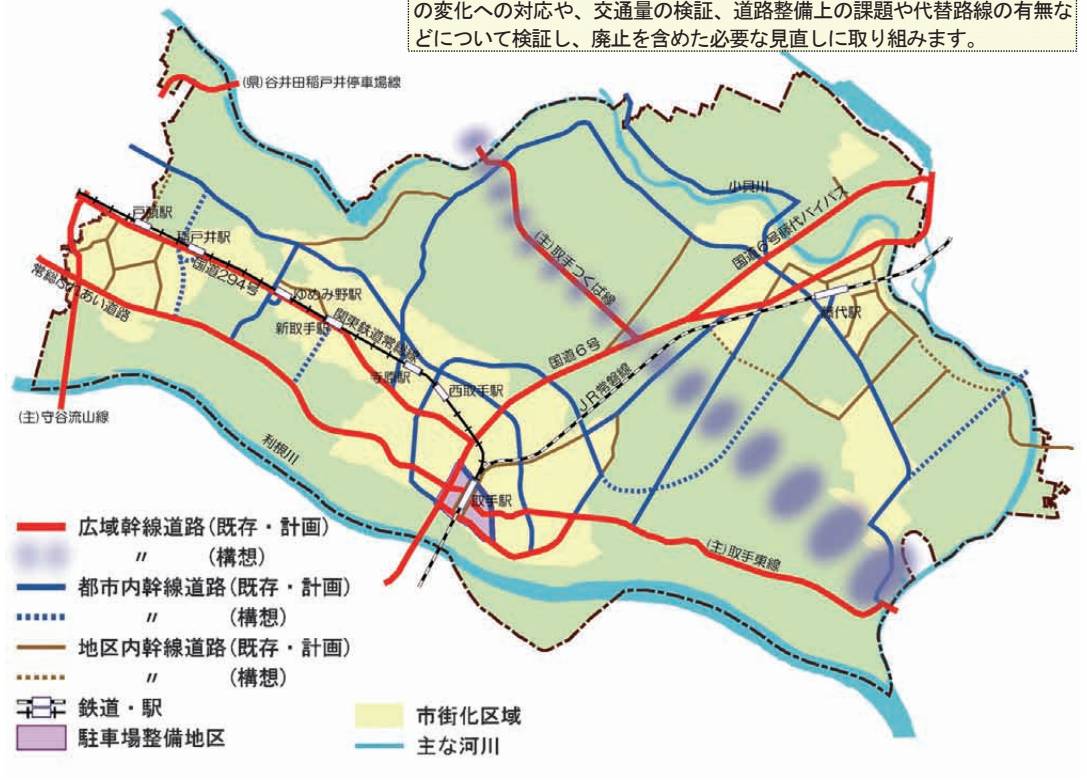 の変化への対応や、交通量の検証、道路整備上の課題や代替路線の有無な
どについて検証し、廃止を含めた必要な見直しに取り組みます。
(県)谷井田稲戸井停車場線
戸頭駅
稲戸井駅
国道294号
ゆめみ野駅
常総ふれあい道路
新取手駅
関東鉄道常総線
寺原駅
西取手駅
(主)守谷流山線
利根川
取手駅
(主)取手つくば線
小貝川
国道6号藤代バイパス
藤代駅
国道6号
JR常磐線
(主)取手東線
広域幹線道路(既存・計画)
〃 (構想)
都市内幹線道路(既存・計画)
〃 (構想)
地区内幹線道路(既存・計画)
〃 (構想)
鉄道・駅
駐車場整備地区
市街化区域
主な河川